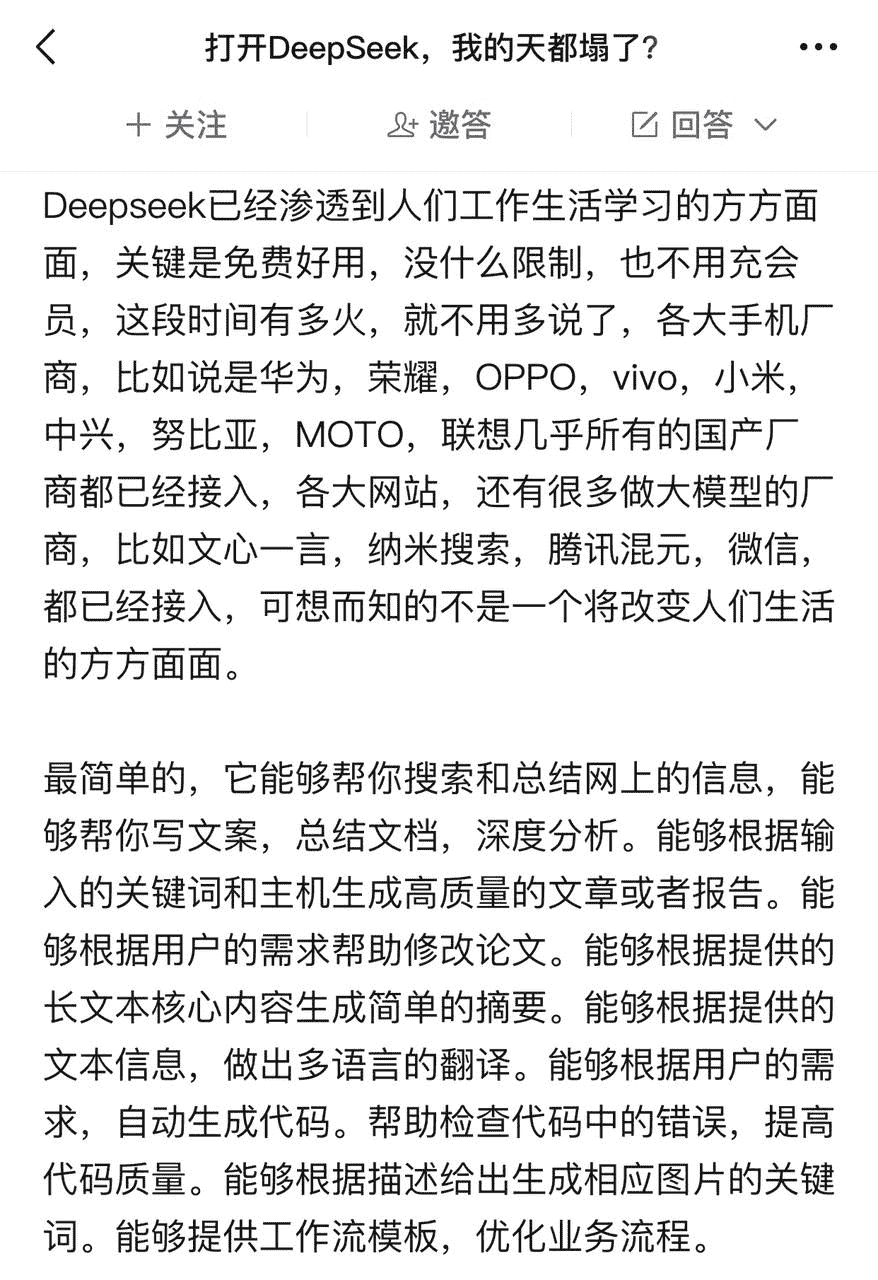 打开DeepSeek，我的天都塌了？
关注
邀答
回答
Deepseek已经渗透到人们工作生活学习的方方面
面，关键是免费好用，没什么限制，也不用充会
员，这段时间有多火，就不用多说了，各大手机厂
商，比如说是华为，荣耀，OPPO，vivo，小米，
中兴，努比亚，MOTO，联想几乎所有的国产厂
商都已经接入，各大网站，还有很多做大模型的厂
商，比如文心一言，纳米搜索，腾讯混元，微信，
都已经接入，可想而知的不是一个将改变人们生活
的方方面面。
最简单的，它能够帮你搜索和总结网上的信息，能
够帮你写文案，总结文档，深度分析。能够根据输
入的关键词和主机生成高质量的文章或者报告。能
够根据用户的需求帮助修改论文。能够根据提供的
长文本核心内容生成简单的摘要。能够根据提供的
文本信息，做出多语言的翻译。能够根据用户的需
求，自动生成代码。帮助检查代码中的错误，提高
代码质量。能够根据描述给出生成相应图片的关键
词。能够提供工作流模板，优化业务流程。